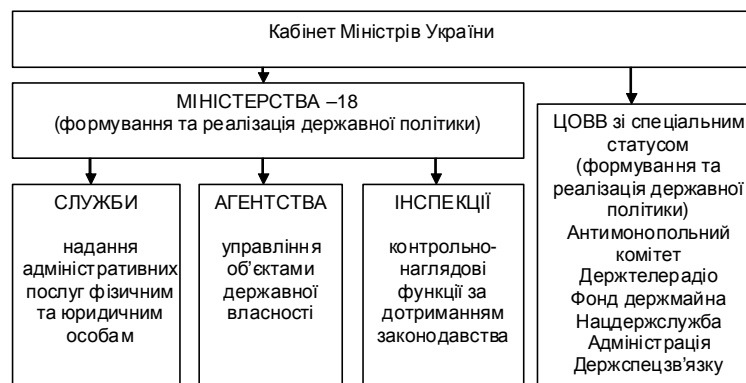 Кабінет Міністрів України
МІНІСТЕРСТВА –18
(формування та реалізація державної політики)
СЛУЖБИ
надання
адміністративних
послуг фізичним
та юридичним
особам
АГЕНТСТВА
управління
об'єктами
державної
власності
ІНСПЕКЦІЇ
контрольно-
наглядові
функції за
дотриманням
законодавства
ЦОВВ зі спеціальним
статусом
(формування та
реалізація державної
політики)
Антимонопольний
комітет
Держтелерадіо
Фонд держмайна
Нацдержслужба
Адміністрація
Держспецзв'язку